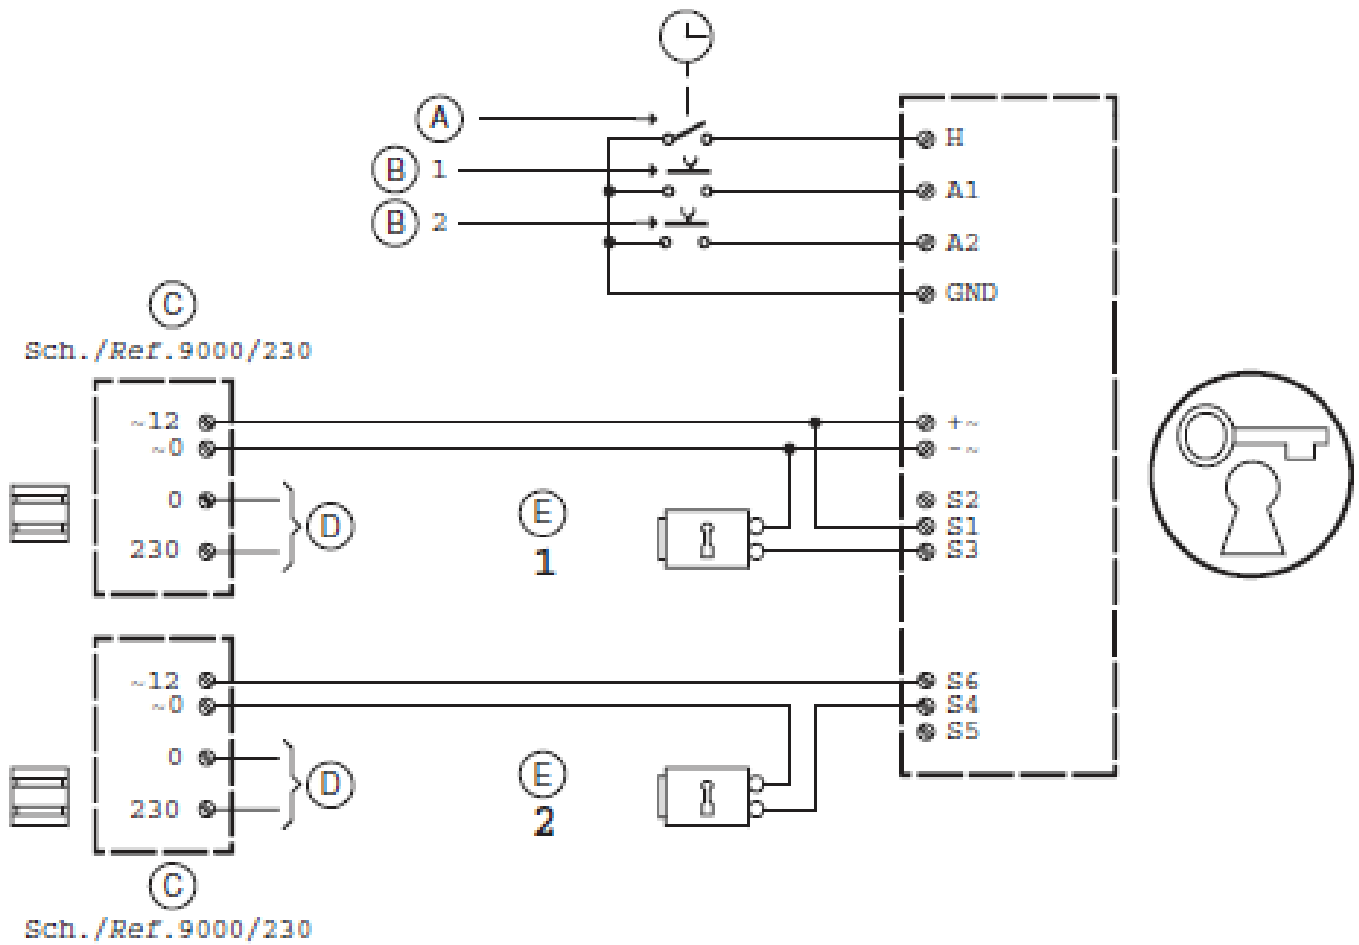 A
H
B 1
A1
B 2
A2
GND
C
Sch./Ref.9000/230
~12
+~
~0
-~
0
S2
D
E
S1
230
1
S3
~12
S6
~0
S4
S5
0
D
E
230
2
C
Sch./Ref.9000/230